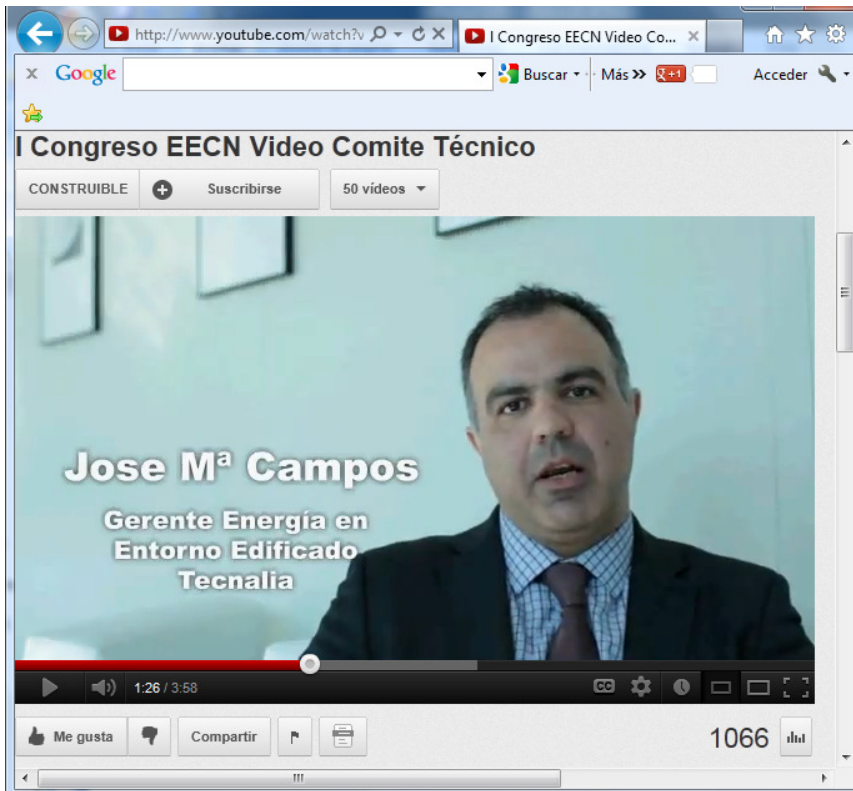 http://www.youtube.com/watch?v
I Congreso EECN Video Co...
x Google
Buscar
Más >>
g+1
Acceder
I Congreso EECN Video Comite Técnico
CONSTRUIBLE
Suscribirse
50 vídeos
Jose Mª Campos
Gerente Energía en
Entorno Edificado
Tecnalia
1:26 / 3:58
CC
Me gusta
Compartir
1066